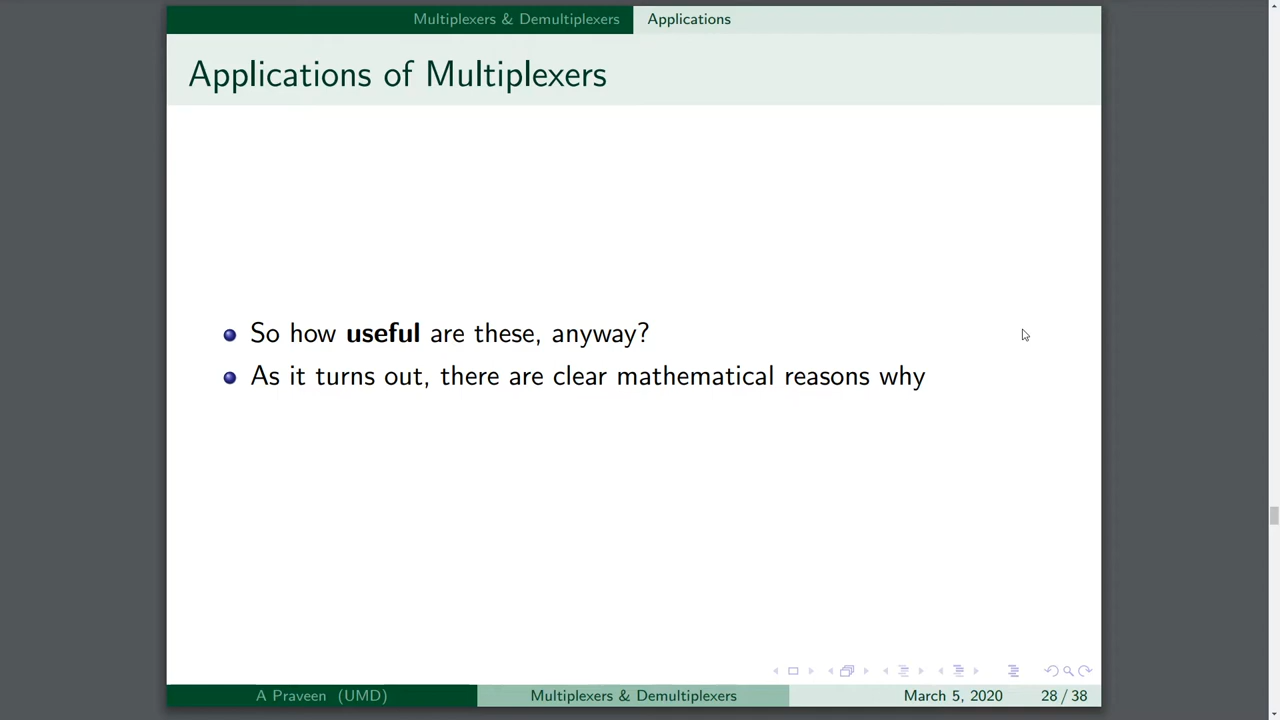 Multiplexers & Demultiplexers Applications
Applications of Multiplexers
So how useful are these, anyway?
As it turns out, there are clear mathematical reasons why
A Praveen (UMD) Multiplexers & Demultiplexers March 5, 2020 28 / 38